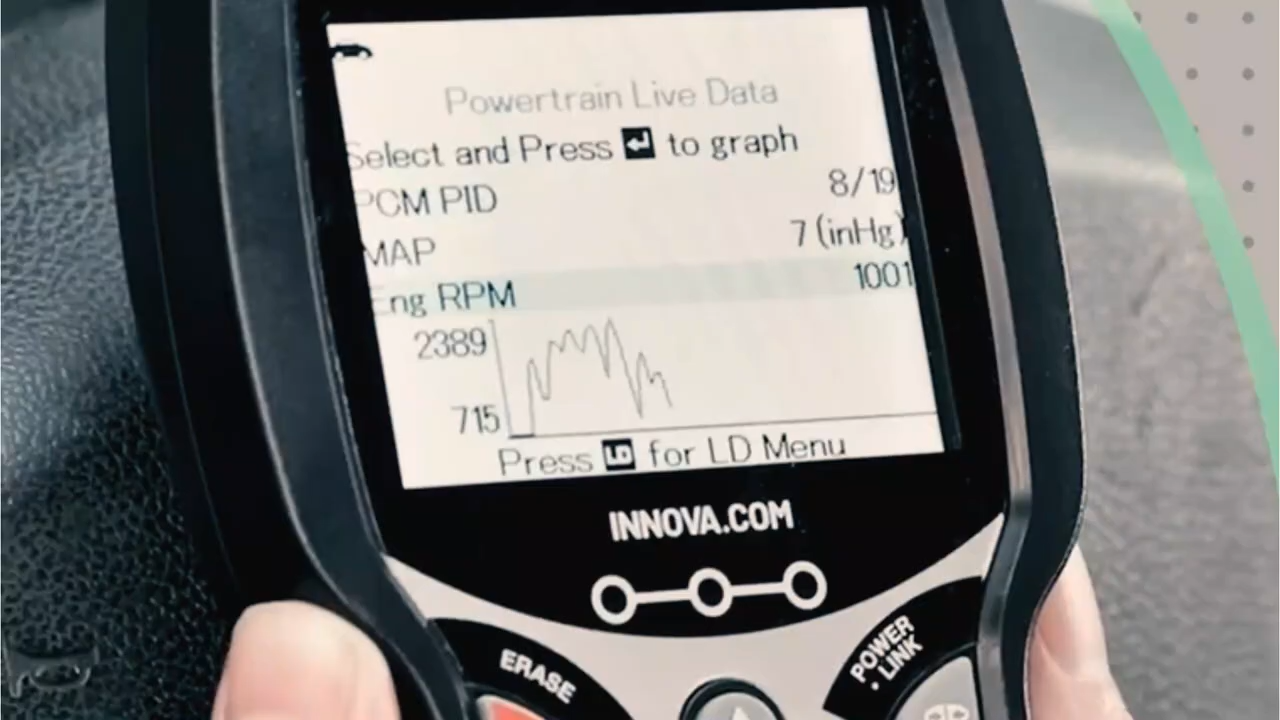 Powertrain Live Data
Select and Press to graph
PCM PID 8/19
MAP 7 (inHg)
Eng RPM 1001
2389
715
Press LD for LD Menu
INNOVA.COM
ERASE
POWER
LINK